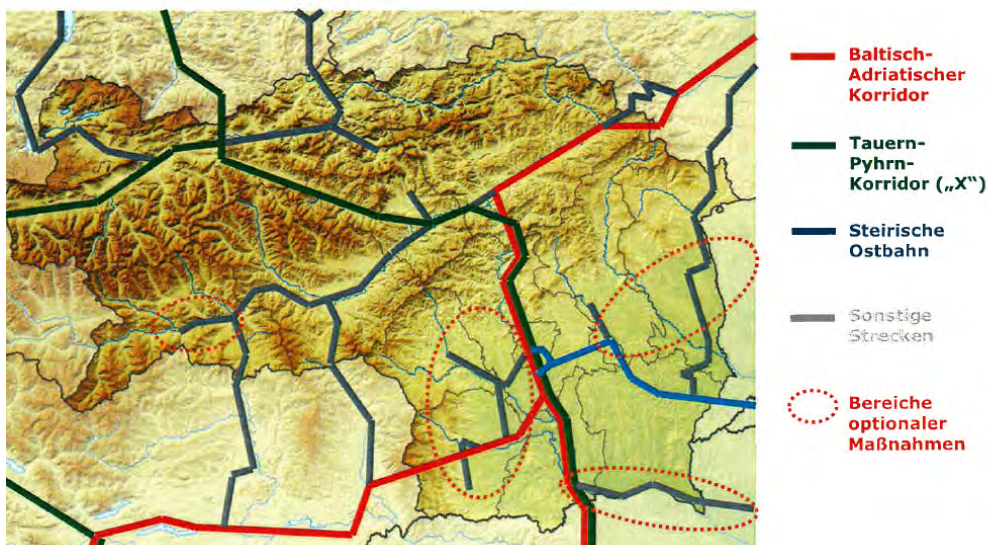 Baltisch-
Adriatischer
Korridor
Tauern-
Pyhrn-
Korridor („X“)
Steirische
Ostbahn
Sonstige
Strecken
Bereiche
optionaler
Maßnahmen